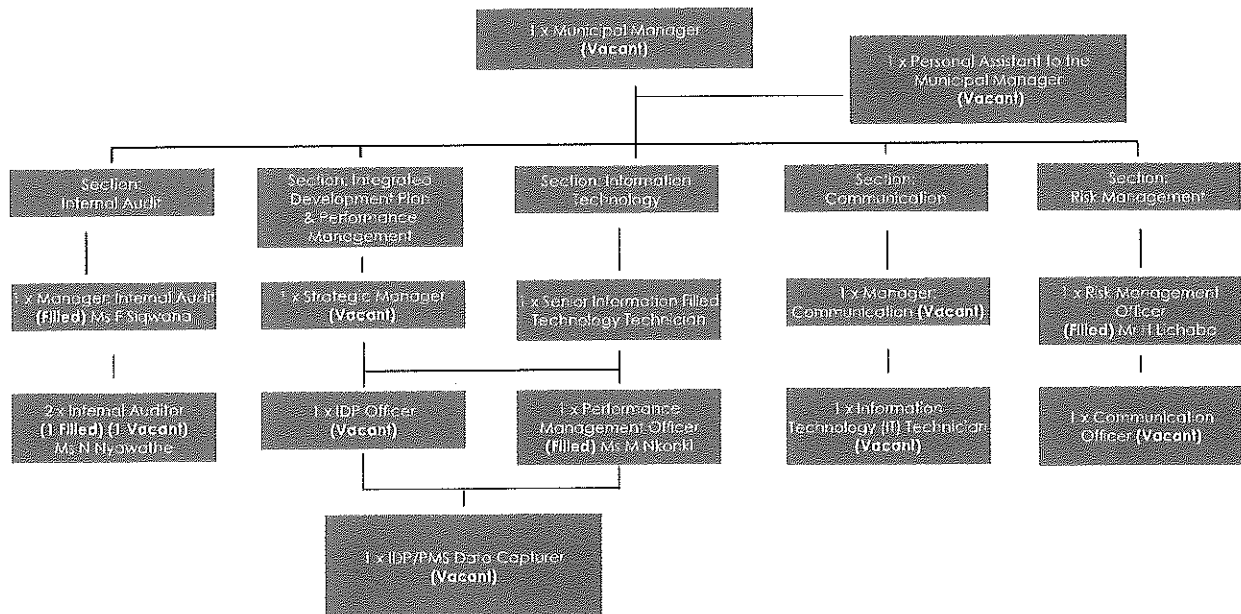 1 x Municipal Manager
(Vacant)
1 x Personal Assistant to the
Municipal Manager
(Vacant)
Section:
Internal Audit
Section: Integrated
Development Plan
& Performance
Management
Section: Information
Technology
Section:
Communication
Section:
Risk Management
1 x Manager Internal Audit
(Filled) Ms F Siqwana
1 x Strategic Manager
(Vacant)
1 x Senior Information Filled
Technology Technician
1 x Manager
Communication (Vacant)
1 x Risk Management
Officer
(Filled) Mr H Lichaba
2 x Internal Auditor
(1 Filled) (1 Vacant)
Ms N Nyawathe
1 x IDP Officer
(Vacant)
1 x Performance
Management Officer
(Filled) Ms M Nkonki
1 x Information
Technology (IT) Technician
(Vacant)
1 x Communication
Officer (Vacant)
1 x IDP/PMS Data Capturer
(Vacant)